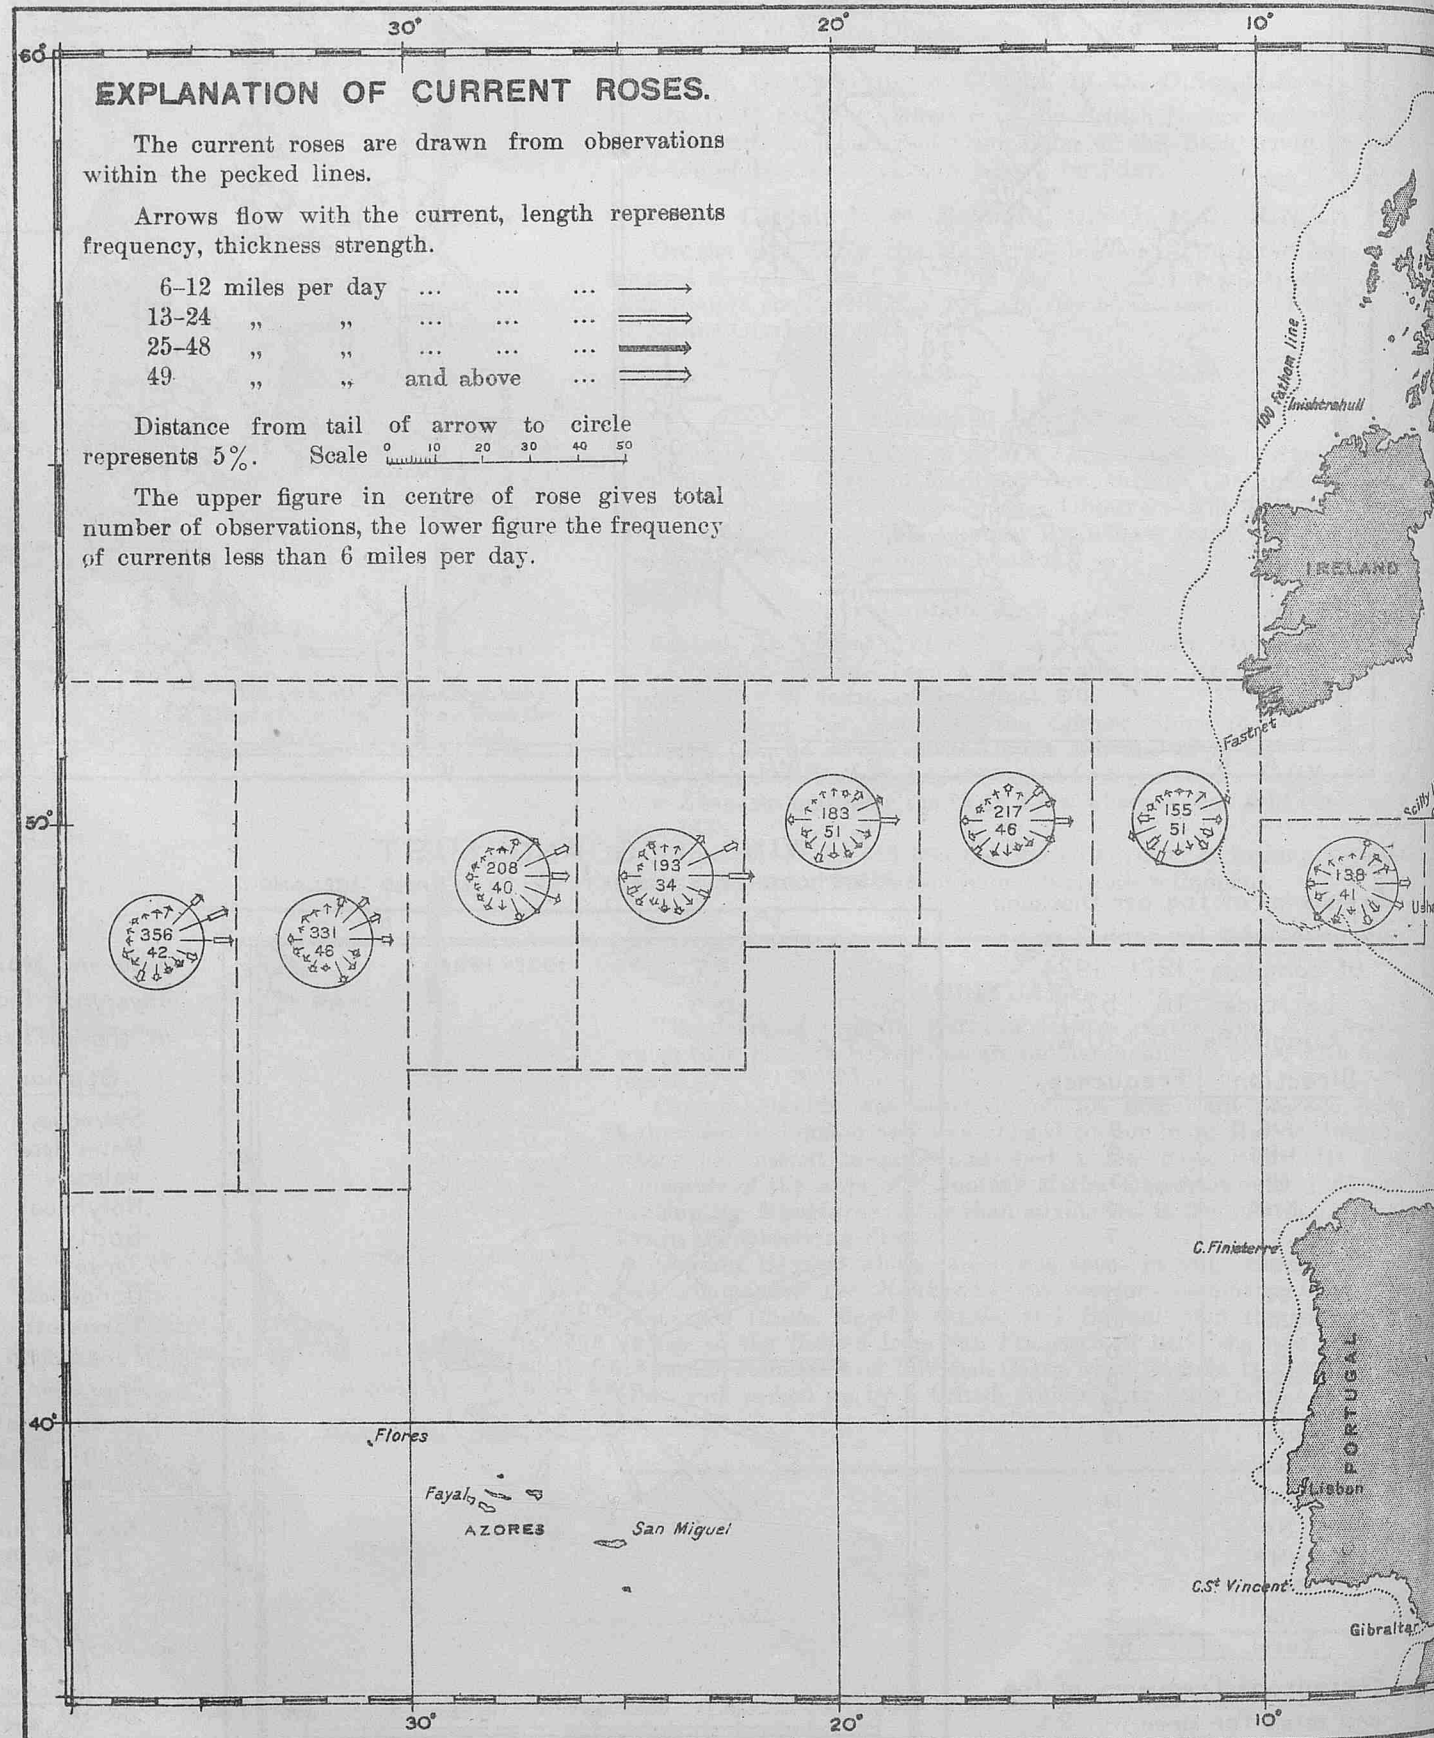 30° 20° 10°
60°
EXPLANATION OF CURRENT ROSES.
The current roses are drawn from observations
within the pecked lines.
Arrows flow with the current, length represents
frequency, thickness strength.
6–12 miles per day ... ... ...
13–24 „ „ ... ... ...
25–48 „ „ ... ... ...
49 „ „ and above ...
Distance from tail of arrow to circle
represents 5%. Scale 0 10 20 30 40 50
The upper figure in centre of rose gives total
number of observations, the lower figure the frequency
of currents less than 6 miles per day.
100 fathom line
Inishtrahull
IRELAND
Fastnet
Scilly
50°
356
42
331
46
208
40
193
34
183
51
217
46
155
51
138
41
C. Finisterre
PORTUGAL
40°
Flores
Fayal
AZORES
San Miguel
Lisbon
C. St Vincent
Gibraltar
30° 20° 10°